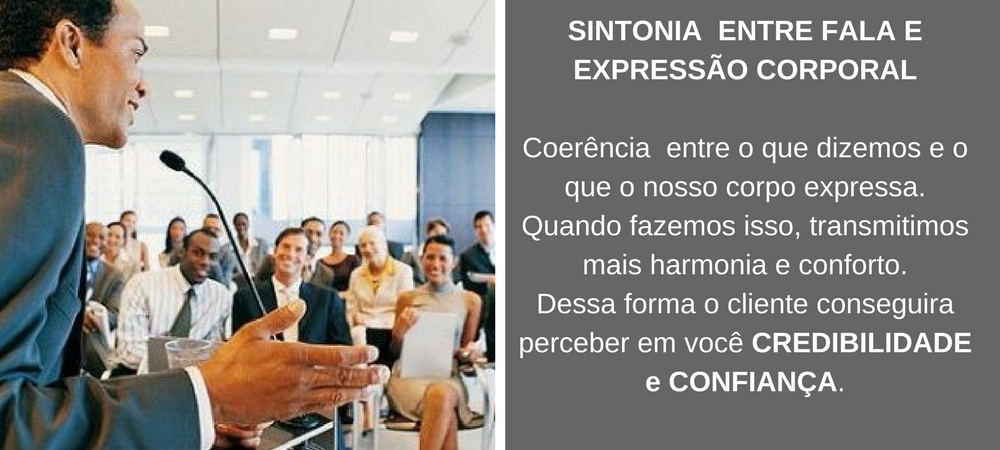 SINTONIA  ENTRE FALA E
EXPRESSÃO CORPORAL
Coerência  entre o que dizemos e o
que o nosso corpo expressa.
Quando fazemos isso, transmitimos
mais harmonia e conforto.
Dessa forma o cliente conseguira
perceber em você CREDIBILIDADE
e CONFIANÇA.